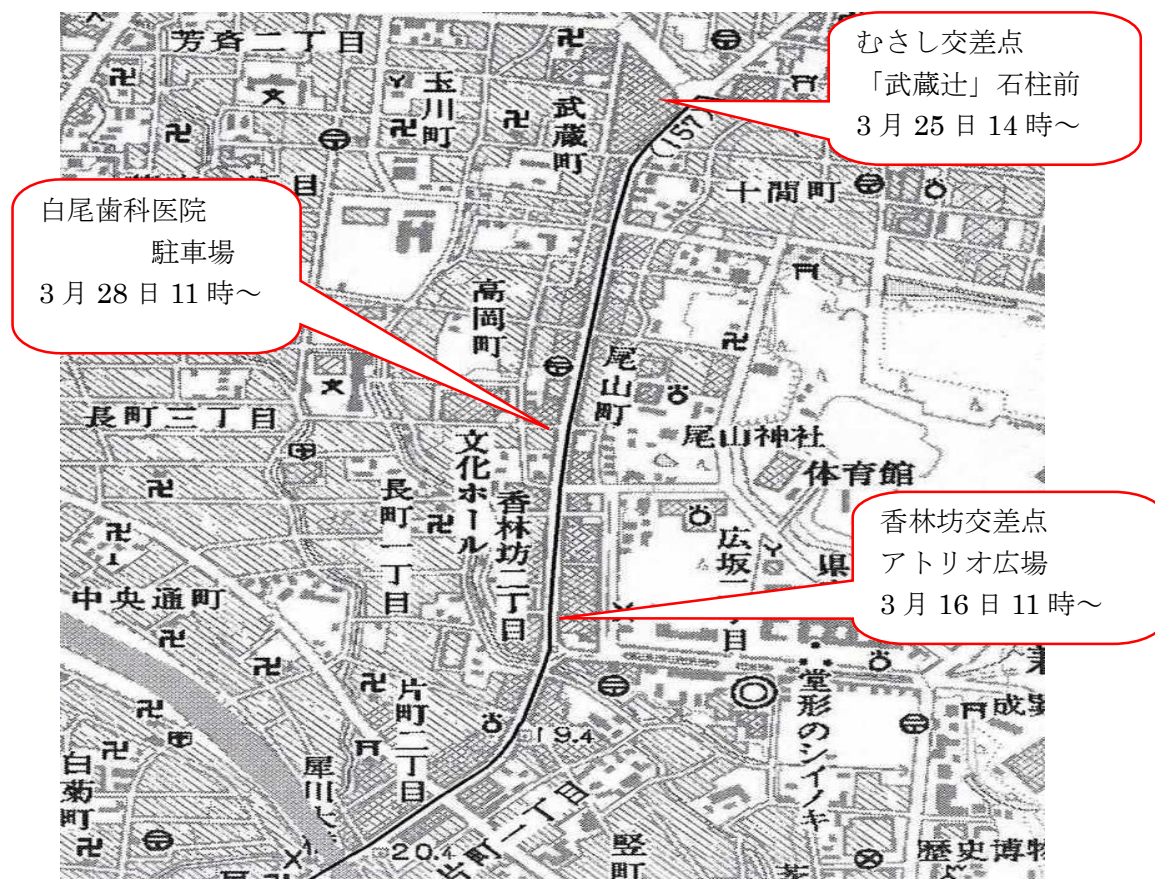 むさし交差点
「武蔵辻」石柱前
3月25日14時～
白尾歯科医院
駐車場
3月28日11時～
香林坊交差点
アトリオ広場
3月16日11時～
芳斉二丁目
玉川町
武蔵町
(157)
十間町
高岡町
尾山町
長町三丁目
尾山神社
体育館
文化ホール
香林坊二丁目
長町一丁目
中央通町
片町二丁目
19.4
堂形のシイノキ
白菊町
20.4
竪町
歴史博物